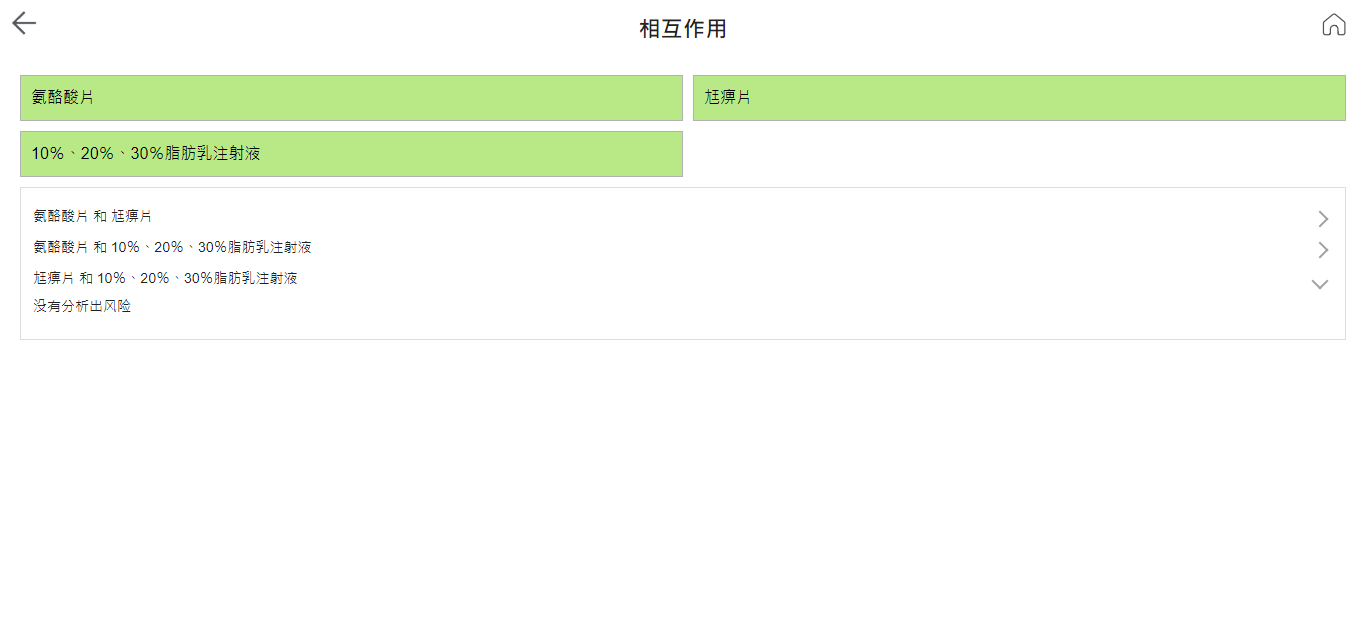 相互作用
氨酪酸片
尪痹片
10%、20%、30%脂肪乳注射液
氨酪酸片 和 尪痹片
氨酪酸片 和 10%、20%、30%脂肪乳注射液
尪痹片 和 10%、20%、30%脂肪乳注射液
没有分析出风险